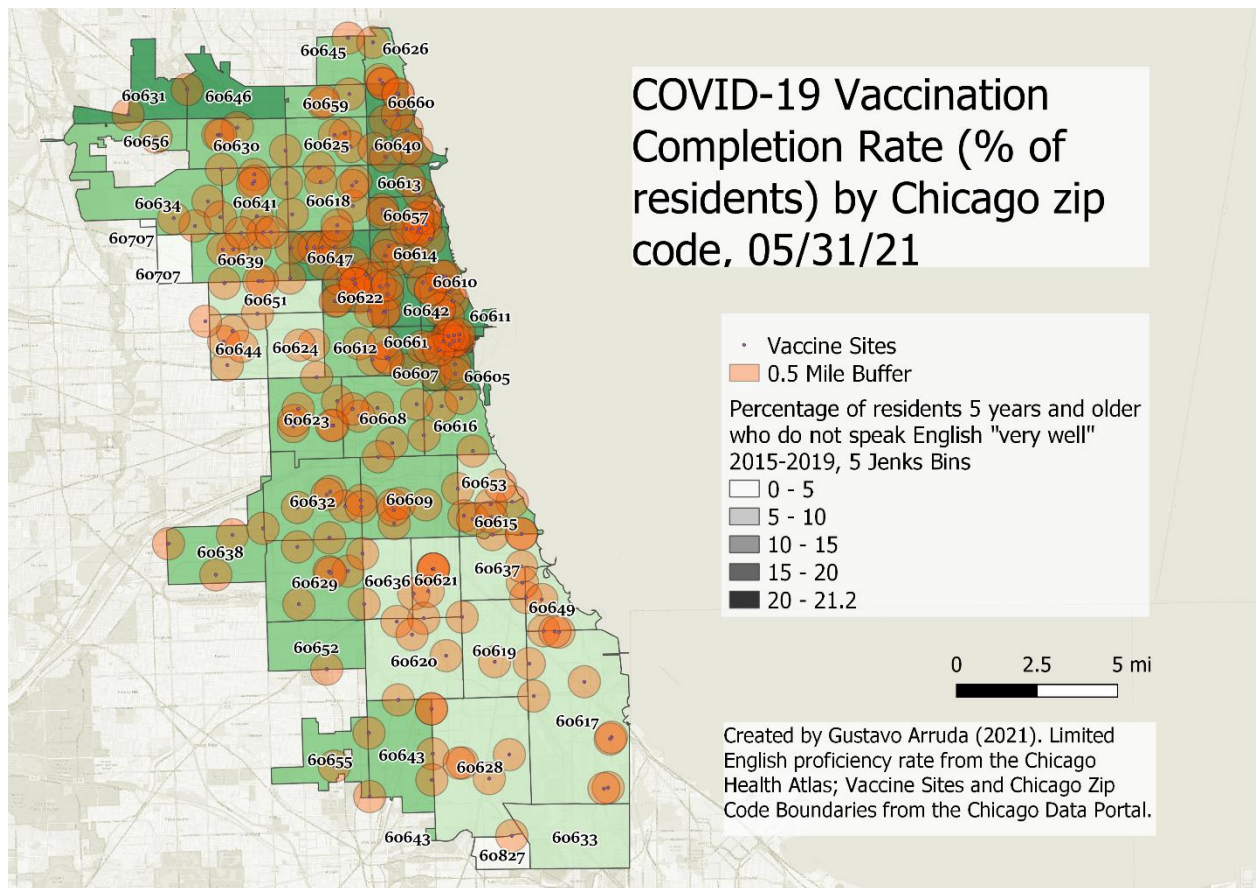 COVID-19 Vaccination
Completion Rate (% of
residents) by Chicago zip
code, 05/31/21
Vaccine Sites
0.5 Mile Buffer
Percentage of residents 5 years and older
who do not speak English "very well"
2015-2019, 5 Jenks Bins
0 - 5
5 - 10
10 - 15
15 - 20
20 - 21.2
0 2.5 5 mi
Created by Gustavo Arruda (2021). Limited
English proficiency rate from the Chicago
Health Atlas; Vaccine Sites and Chicago Zip
Code Boundaries from the Chicago Data Portal.
60645
60626
60631
60646
60659
60660
60656
60630
60625
60640
60613
60634
60641
60618
60657
60707
60639
60647
60614
60707
60651
60622
60610
60642
60611
60644
60624
60612
60661
60607
60605
60623
60608
60616
60632
60609
60653
60615
60638
60629
60636
60621
60637
60649
60652
60620
60619
60617
60655
60643
60628
60643
60827
60633